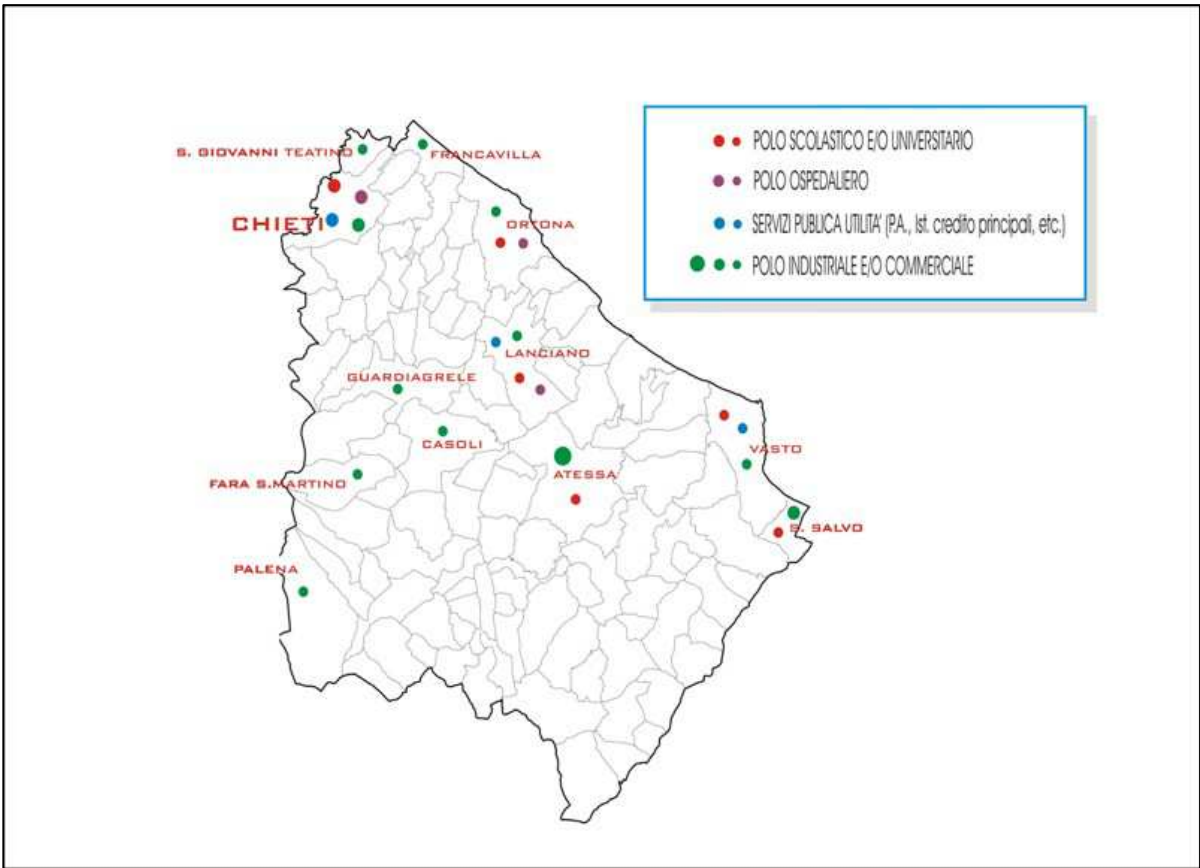 POLO SCOLASTICO E/O UNIVERSITARIO
POLO OSPEDALIERO
SERVIZI PUBLICA UTILITA' (P.A., Ist. credito principali, etc.)
POLO INDUSTRIALE E/O COMMERCIALE
S. GIOVANNI TEATINO
FRANCAVILLA
CHIETI
ORTONA
LANCIANO
GUARDIAGRELE
CASOLI
VASTO
ATESSA
FARA S.MARTINO
S. SALVO
PALENA